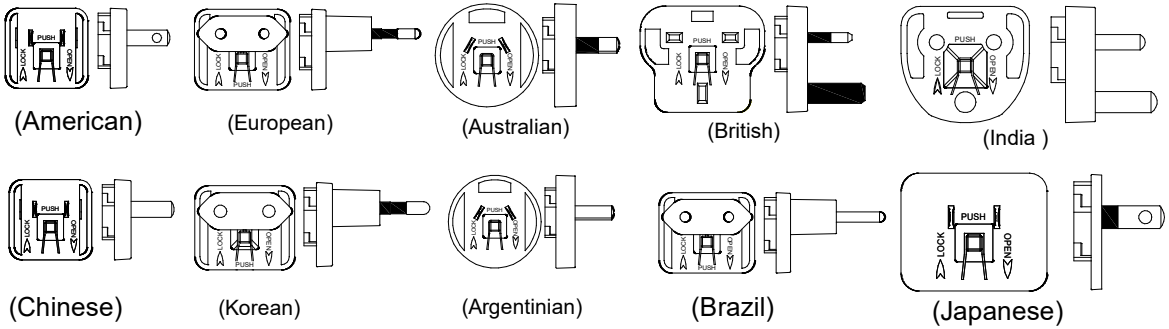 PUSH
LOCK
OPEN
PUSH
LOCK
OPEN
PUSH
LOCK
OPEN
PUSH
LOCK
OPEN
PUSH
LOCK
OPEN
(American)
(European)
(Australian)
(British)
(India )
PUSH
LOCK
OPEN
PUSH
LOCK
OPEN
PUSH
LOCK
OPEN
PUSH
LOCK
OPEN
PUSH
LOCK
OPEN
(Chinese)
(Korean)
(Argentinian)
(Brazil)
(Japanese)